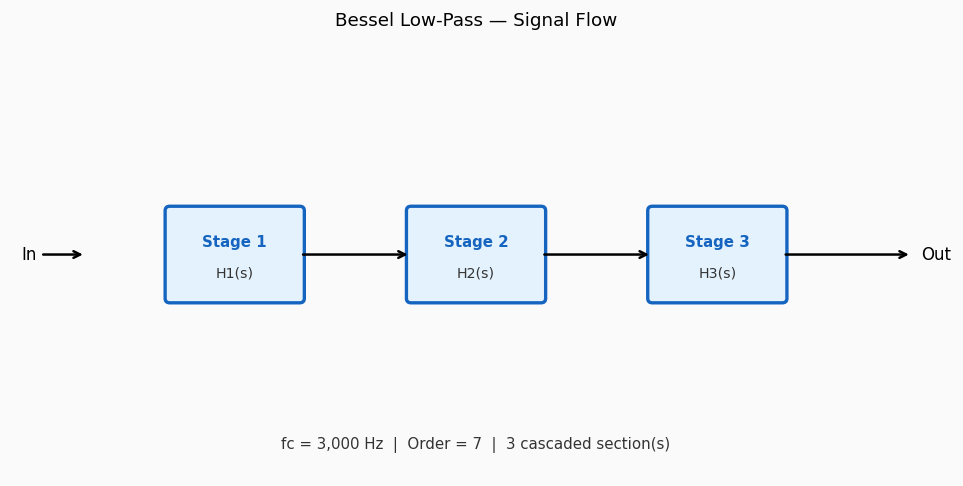 Bessel Low-Pass — Signal Flow
In
Stage 1
H1(s)
Stage 2
H2(s)
Stage 3
H3(s)
Out
fc = 3,000 Hz | Order = 7 | 3 cascaded section(s)